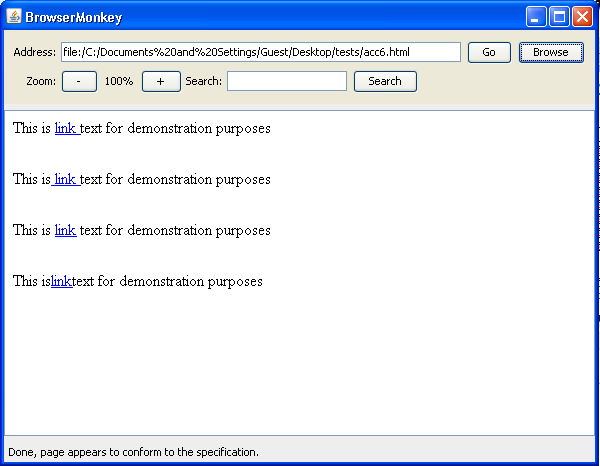 BrowserMonkey
Address: file:/C:/Documents%20and%20Settings/Guest/Desktop/tests/acc6.html Go Browse
Zoom: - 100% + Search: Search
This is link text for demonstration purposes
This is link text for demonstration purposes
This is link text for demonstration purposes
This islinktext for demonstration purposes
Done, page appears to conform to the specification.